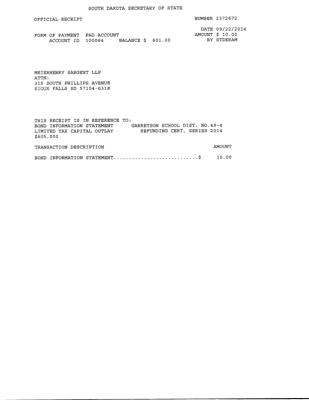 SOUTH DAKOTA SECRETARY OF STATE
OFFICIAL RECEIPT NUMBER 2372672
DATE 09/22/2014
FORM OF PAYMENT PAD ACCOUNT AMOUNT $ 10.00
ACCOUNT ID 100064 BALANCE $ 601.00 BY STDEHAM
MEIERHENRY SARGENT LLP
ATTN:
315 SOUTH PHILLIPS AVENUE
SIOUX FALLS SD 57104-6318
THIS RECEIPT IS IN REFERENCE TO:
BOND INFORMATION STATEMENT GARRETSON SCHOOL DIST. NO.49-4
LIMITED TAX CAPITAL OUTLAY REFUNDING CERT, SERIES 2014
$605,000
TRANSACTION DESCRIPTION AMOUNT
BOND INFORMATION STATEMENT...........................$ 10.00